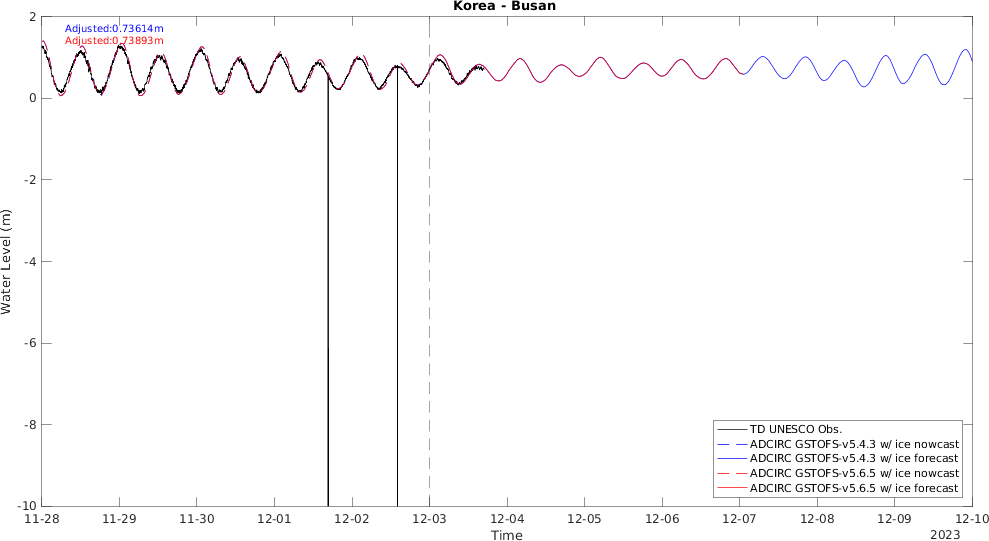 Korea - Busan
Adjusted:0.73614m
Adjusted:0.73893m
2
0
-2
-4
-6
-8
-10
Water Level (m)
TD UNESCO Obs.
ADCIRC GSTOFS-v5.4.3 w/ ice nowcast
ADCIRC GSTOFS-v5.4.3 w/ ice forecast
ADCIRC GSTOFS-v5.6.5 w/ ice nowcast
ADCIRC GSTOFS-v5.6.5 w/ ice forecast
11-28 11-29 11-30 12-01 12-02 12-03 12-04 12-05 12-06 12-07 12-08 12-09 12-10
Time
2023